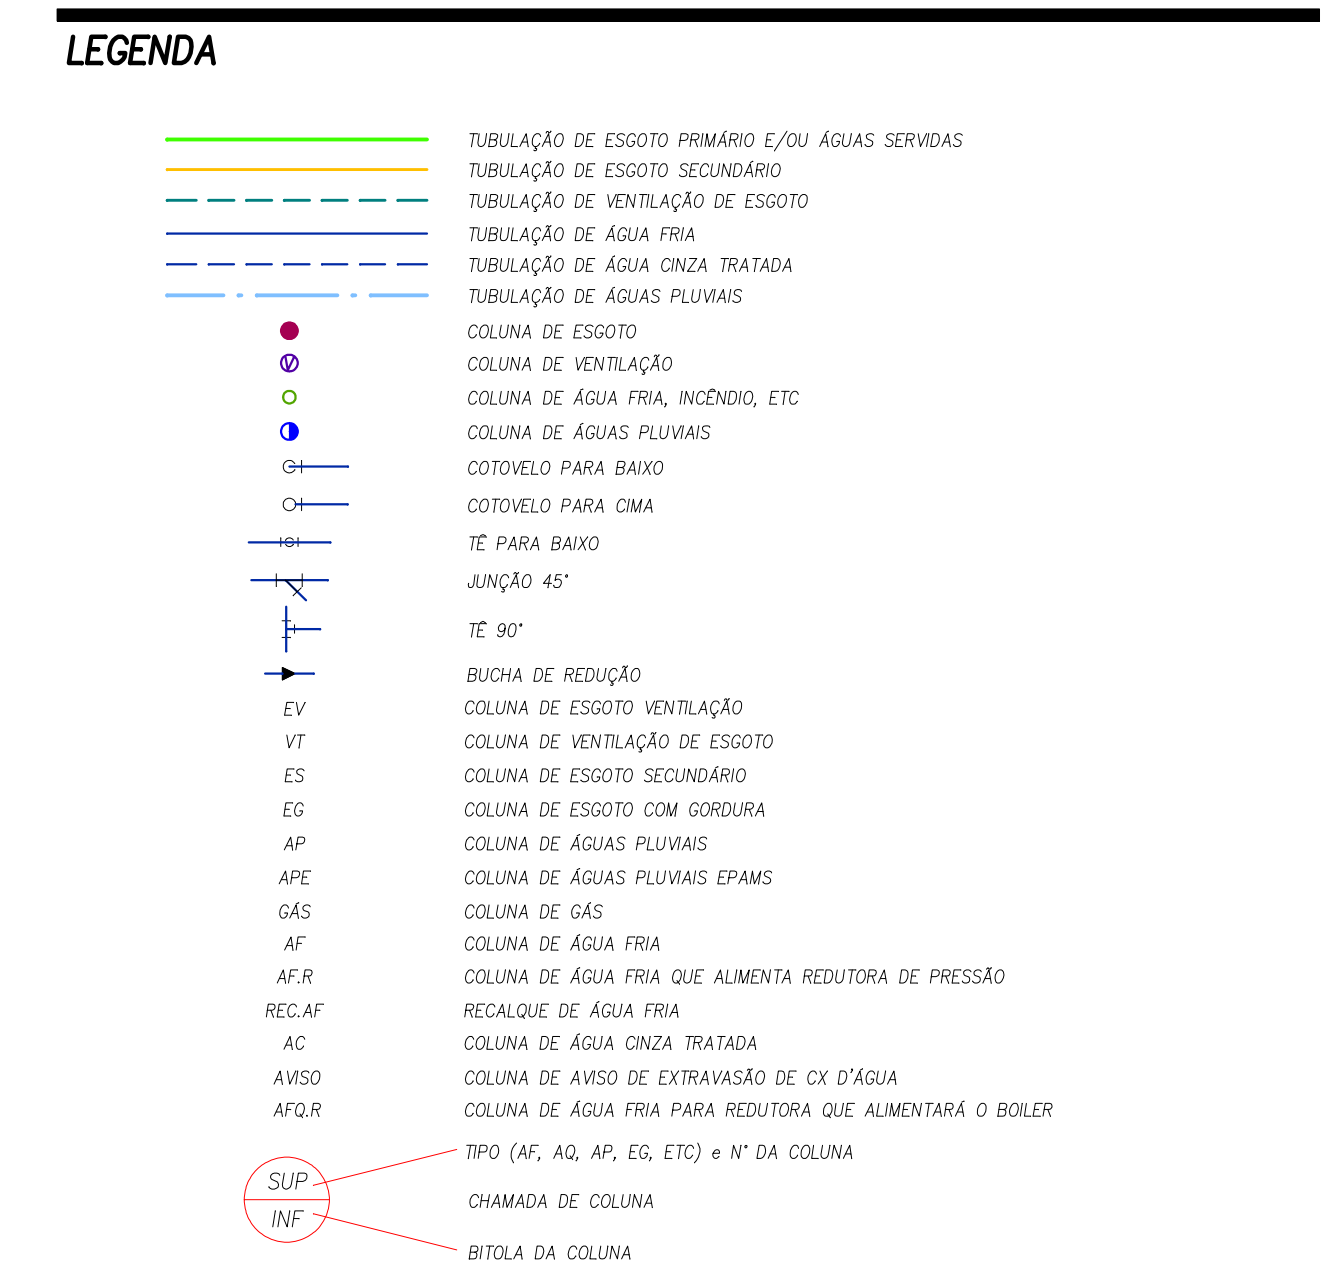 LEGENDA
TUBULAÇÃO DE ESGOTO PRIMÁRIO E/OU ÁGUAS SERVIDAS
TUBULAÇÃO DE ESGOTO SECUNDÁRIO
TUBULAÇÃO DE VENTILAÇÃO DE ESGOTO
TUBULAÇÃO DE ÁGUA FRIA
TUBULAÇÃO DE ÁGUA CINZA TRATADA
TUBULAÇÃO DE ÁGUAS PLUVIAIS
COLUNA DE ESGOTO
V COLUNA DE VENTILAÇÃO
COLUNA DE ÁGUA FRIA, INCÊNDIO, ETC
COLUNA DE ÁGUAS PLUVIAIS
COTOVELO PARA BAIXO
COTOVELO PARA CIMA
TÊ PARA BAIXO
JUNÇÃO 45°
TÊ 90°
BUCHA DE REDUÇÃO
EV COLUNA DE ESGOTO VENTILAÇÃO
VT COLUNA DE VENTILAÇÃO DE ESGOTO
ES COLUNA DE ESGOTO SECUNDÁRIO
EG COLUNA DE ESGOTO COM GORDURA
AP COLUNA DE ÁGUAS PLUVIAIS
APE COLUNA DE ÁGUAS PLUVIAIS EPAMS
GÁS COLUNA DE GÁS
AF COLUNA DE ÁGUA FRIA
AF.R COLUNA DE ÁGUA FRIA QUE ALIMENTA REDUTORA DE PRESSÃO
REC.AF RECALQUE DE ÁGUA FRIA
AC COLUNA DE ÁGUA CINZA TRATADA
AVISO COLUNA DE AVISO DE EXTRAVASÃO DE CX D'ÁGUA
AFQ.R COLUNA DE ÁGUA FRIA PARA REDUTORA QUE ALIMENTARÁ O BOILER
TIPO (AF, AQ, AP, EG, ETC) e N° DA COLUNA
SUP
CHAMADA DE COLUNA
INF
BITOLA DA COLUNA